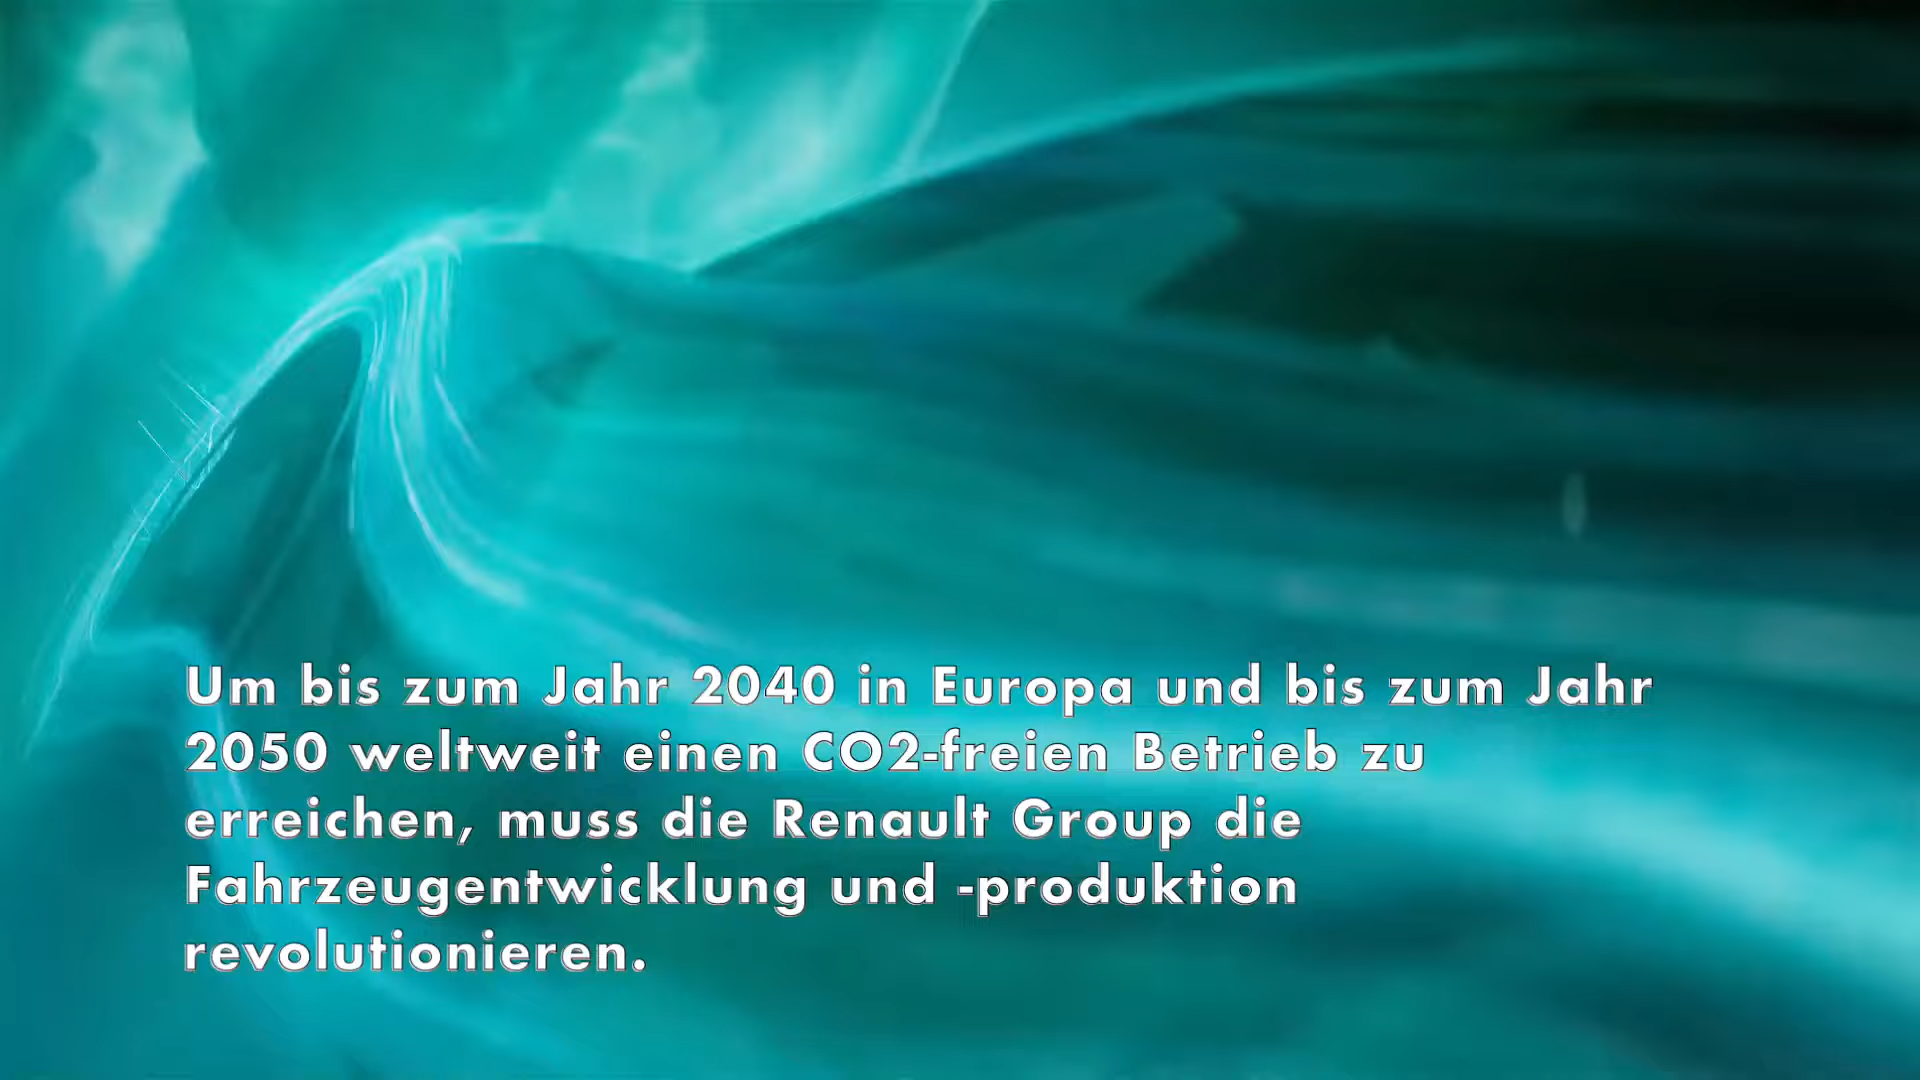 Um bis zum Jahr 2040 in Europa und bis zum Jahr
2050 weltweit einen CO2-freien Betrieb zu
erreichen, muss die Renault Group die
Fahrzeugentwicklung und -produktion
revolutionieren.